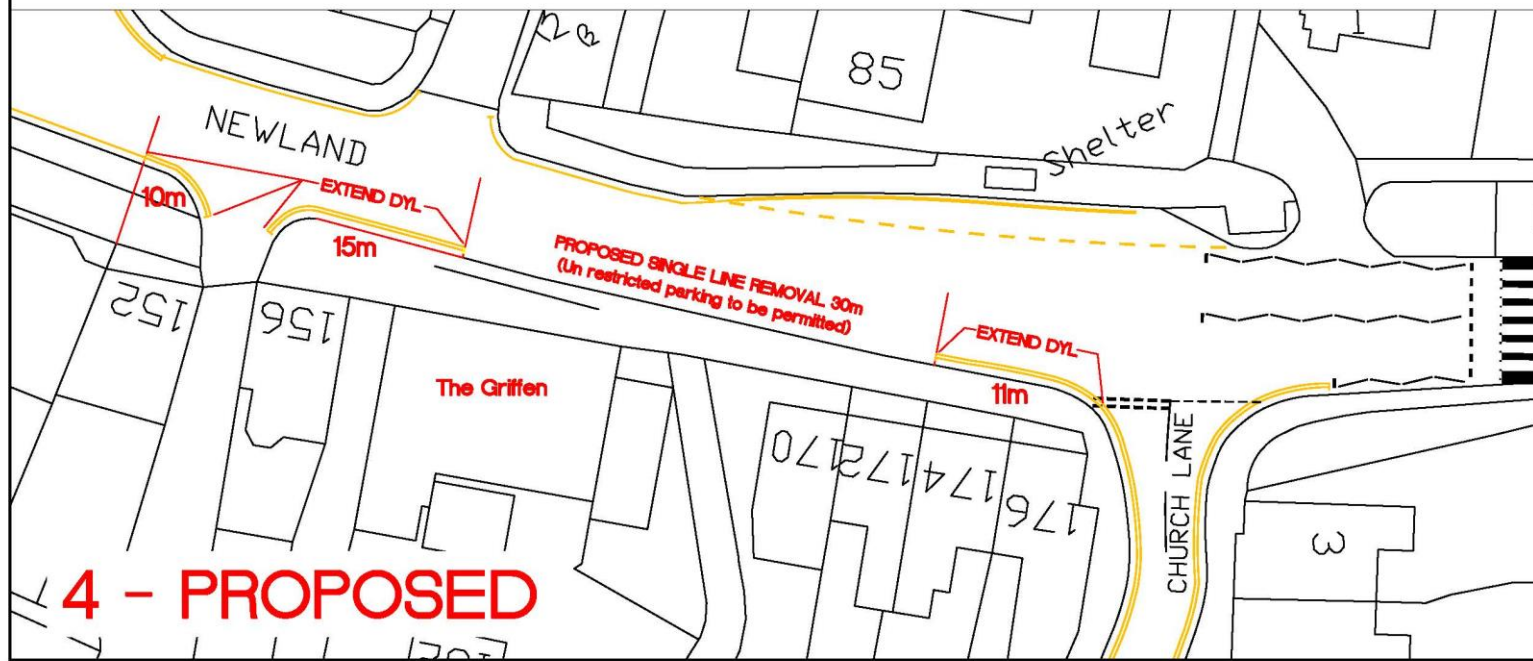 85
Shelter
NEWLAND
10m
EXTEND DYL
15m
PROPOSED SINGLE LINE REMOVAL 30m
(Un restricted parking to be permitted)
EXTEND DYL
11m
152
156
The Griffen
170
172
174
176
CHURCH LANE
3
4 - PROPOSED